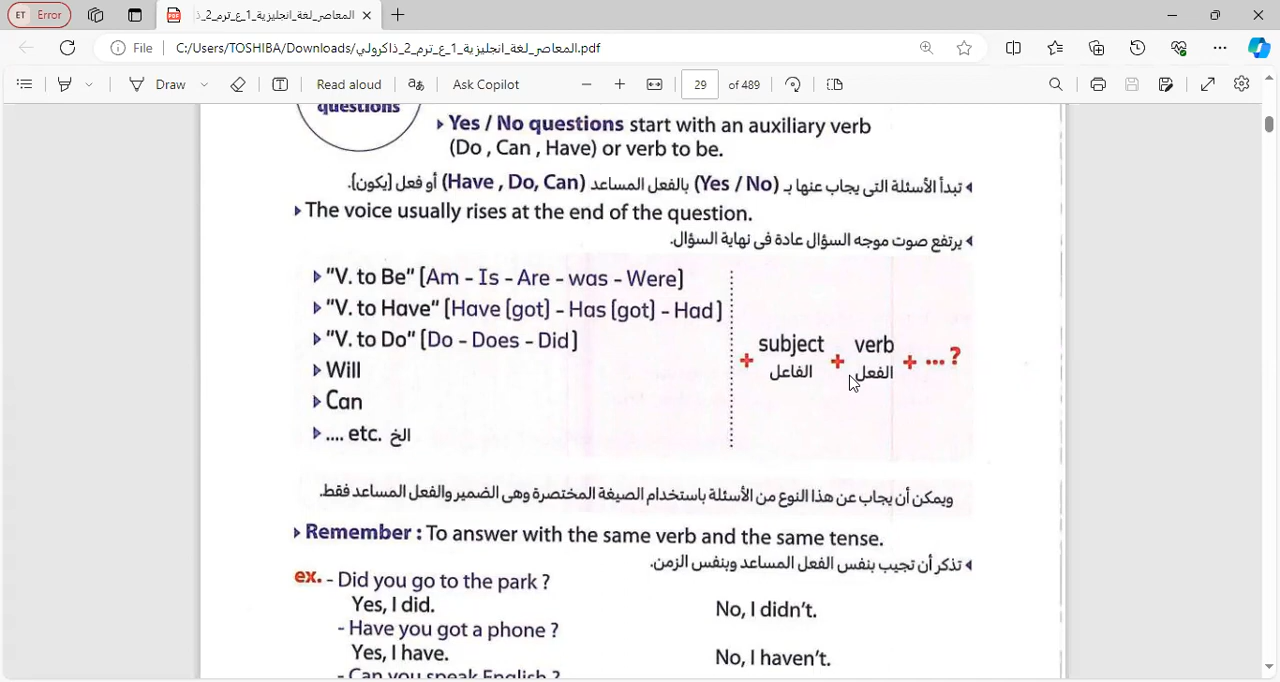 ET Error
المعاصر_لغة_انجليزية_1_ع_ترم_2_ذ
File C:/Users/TOSHIBA/Downloads/المعاصر_لغة_انجليزية_1_ع_ترم_2_ذاكرولي.pdf
Draw Read aloud aあ Ask Copilot 29 of 489
questions
Yes / No questions start with an auxiliary verb
(Do , Can , Have) or verb to be.
تبدأ الأسئلة التى يجاب عنها بـ (Yes / No) بالفعل المساعد (Have , Do, Can) أو فعل (يكون).
The voice usually rises at the end of the question.
يرتفع صوت موجه السؤال عادة فى نهاية السؤال.
"V. to Be" (Am - Is - Are - was - Were)
"V. to Have" (Have (got) - Has (got) - Had)
"V. to Do" (Do - Does - Did)
Will
Can
.... etc. الخ
+ subject + verb + ... ?
الفاعل الفعل
ويمكن أن يجاب عن هذا النوع من الأسئلة باستخدام الصيغة المختصرة وهى الضمير والفعل المساعد فقط.
Remember : To answer with the same verb and the same tense.
تذكر أن تجيب بنفس الفعل المساعد وبنفس الزمن.
ex. - Did you go to the park ?
Yes, I did. No, I didn't.
- Have you got a phone ?
Yes, I have. No, I haven't.
- Can you speak English ?